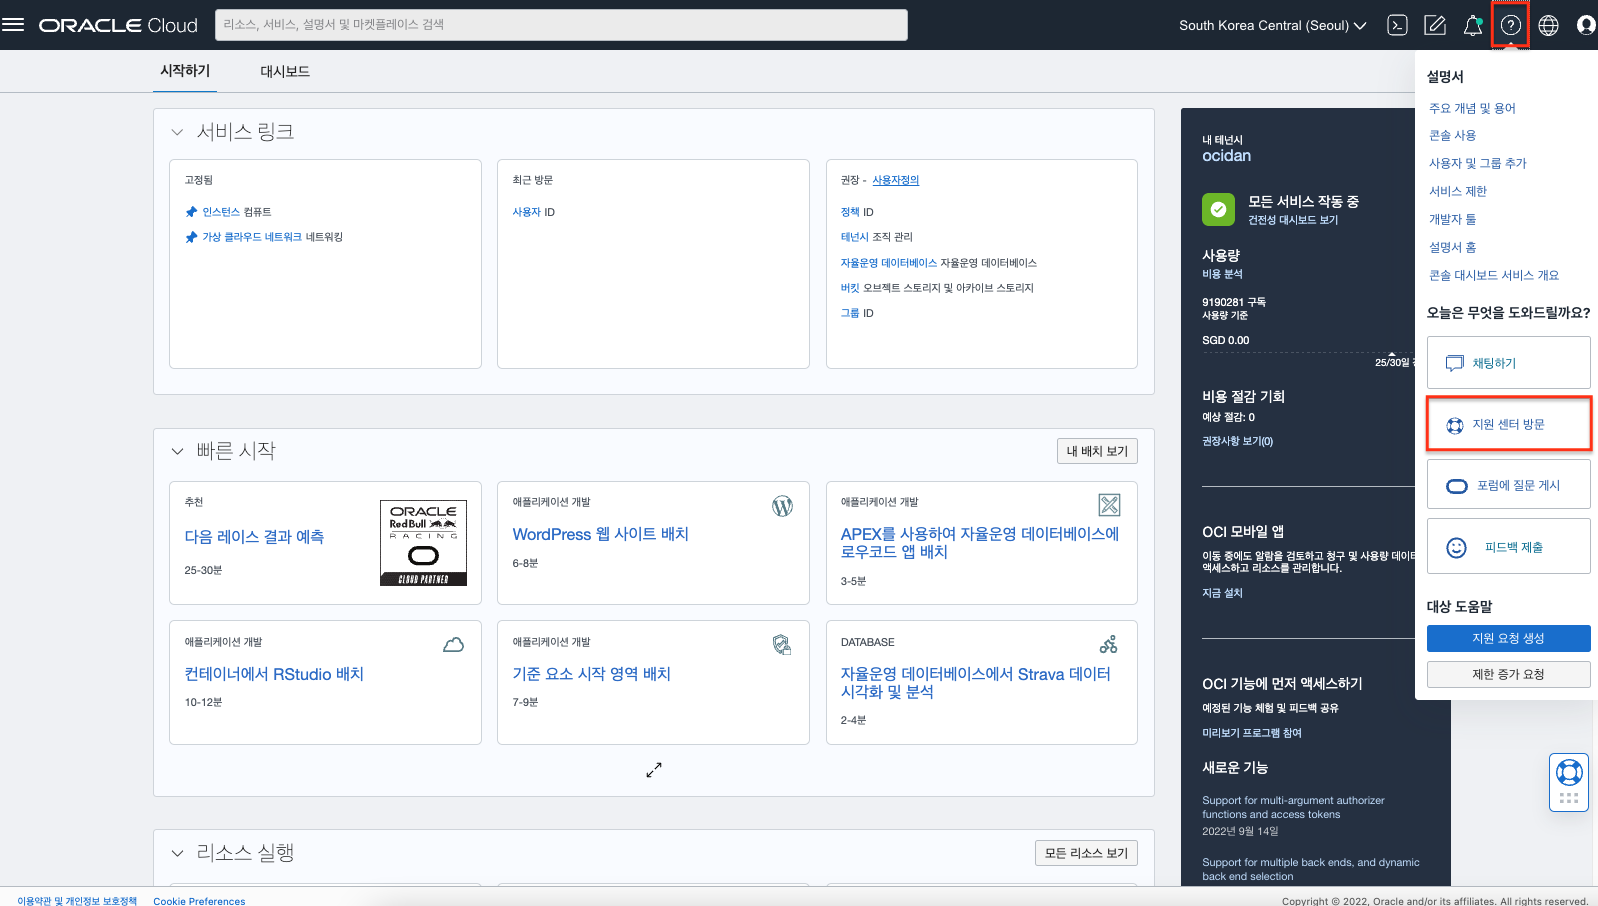 ORACLE Cloud
리소스, 서비스, 설명서 및 마켓플레이스 검색
South Korea Central (Seoul)
시작하기
대시보드
서비스 링크
고정됨
인스턴스 컴퓨트
가상 클라우드 네트워크 네트워킹
최근 방문
사용자 ID
권장 - 사용자정의
정책 ID
테넌시 조직 관리
자율운영 데이터베이스 자율운영 데이터베이스
버킷 오브젝트 스토리지 및 아카이브 스토리지
그룹 ID
빠른 시작
내 배치 보기
추천
다음 레이스 결과 예측
25-30분
ORACLE
Red Bull
RACING
CLOUD PARTNER
애플리케이션 개발
WordPress 웹 사이트 배치
6-8분
애플리케이션 개발
APEX를 사용하여 자율운영 데이터베이스에
로우코드 앱 배치
3-5분
애플리케이션 개발
컨테이너에서 RStudio 배치
10-12분
애플리케이션 개발
기준 요소 시작 영역 배치
7-9분
DATABASE
자율운영 데이터베이스에서 Strava 데이터
시각화 및 분석
2-4분
리소스 실행
모든 리소스 보기
내 테넌시
ocidan
모든 서비스 작동 중
건전성 대시보드 보기
사용량
비용 분석
9190281 구독
사용량 기준
SGD 0.00
25/30일
비용 절감 기회
예상 절감: 0
권장사항 보기(0)
OCI 모바일 앱
이동 중에도 알람을 검토하고 청구 및 사용량 데이터
액세스하고 리소스를 관리합니다.
지금 설치
OCI 기능에 먼저 액세스하기
예정된 기능 체험 및 피드백 공유
미리보기 프로그램 참여
새로운 기능
Support for multi-argument authorizer
functions and access tokens
2022년 9월 14일
Support for multiple back ends, and dynamic
back end selection
설명서
주요 개념 및 용어
콘솔 사용
사용자 및 그룹 추가
서비스 제한
개발자 툴
설명서 홈
콘솔 대시보드 서비스 개요
오늘은 무엇을 도와드릴까요?
채팅하기
지원 센터 방문
포럼에 질문 게시
피드백 제출
대상 도움말
지원 요청 생성
제한 증가 요청
이용약관 및 개인정보 보호정책
Cookie Preferences
Copyright © 2022, Oracle and/or its affiliates. All rights reserved.